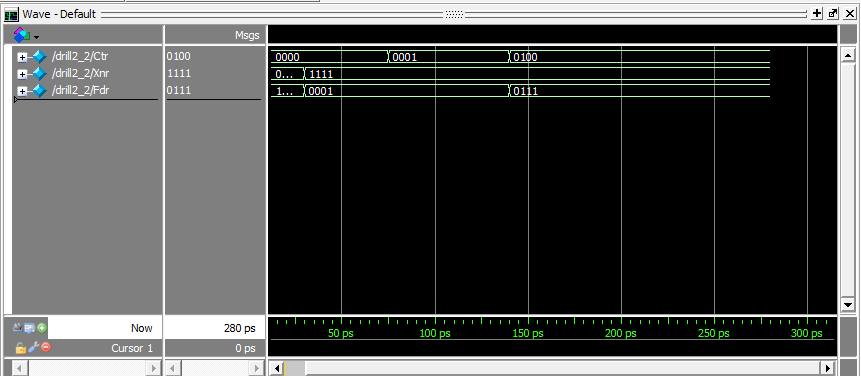 Wave - Default
Msgs
/drill2_2/Ctr 0100 0000 0001 0100
/drill2_2/Xnr 1111 0... 1111
/drill2_2/Fdr 0111 1... 0001 0111
Now 280 ps 50 ps 100 ps 150 ps 200 ps 250 ps 300 ps
Cursor 1 0 ps